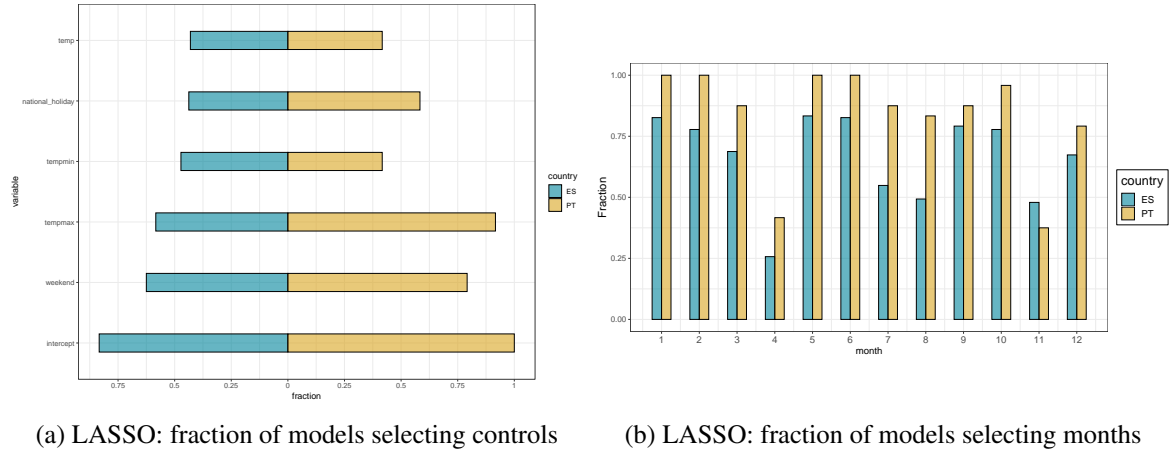 temp
national_holiday
tempmin
tempmax
weekend
intercept
variable
0.75
0.5
0.25
0
0.25
0.5
0.75
1
fraction
country
ES
PT
(a) LASSO: fraction of models selecting controls
1.00
0.75
0.50
0.25
0.00
Fraction
1 2 3 4 5 6 7 8 9 10 11 12
month
country
ES
PT
(b) LASSO: fraction of models selecting months